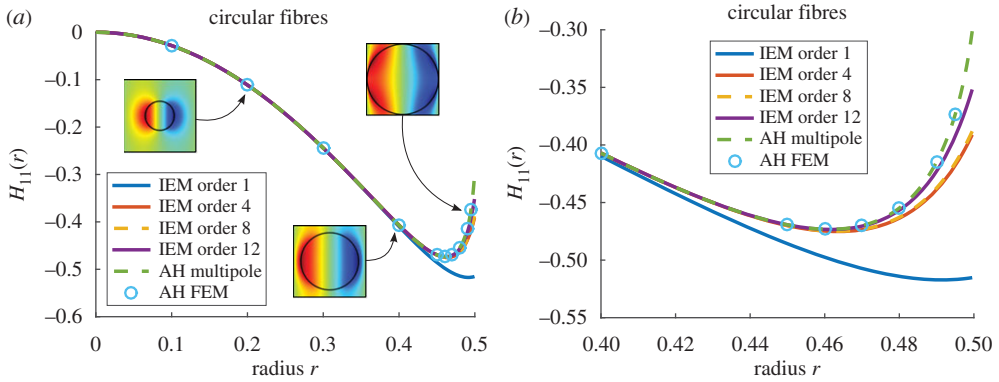 (a)
circular fibres
0
–0.1
–0.2
–0.3
–0.4
–0.5
–0.6
H11(r)
IEM order 1
IEM order 4
IEM order 8
IEM order 12
AH multipole
AH FEM
0 0.1 0.2 0.3 0.4 0.5
radius r
(b)
circular fibres
–0.30
–0.35
–0.40
–0.45
–0.50
–0.55
H11(r)
IEM order 1
IEM order 4
IEM order 8
IEM order 12
AH multipole
AH FEM
0.40 0.42 0.44 0.46 0.48 0.50
radius r